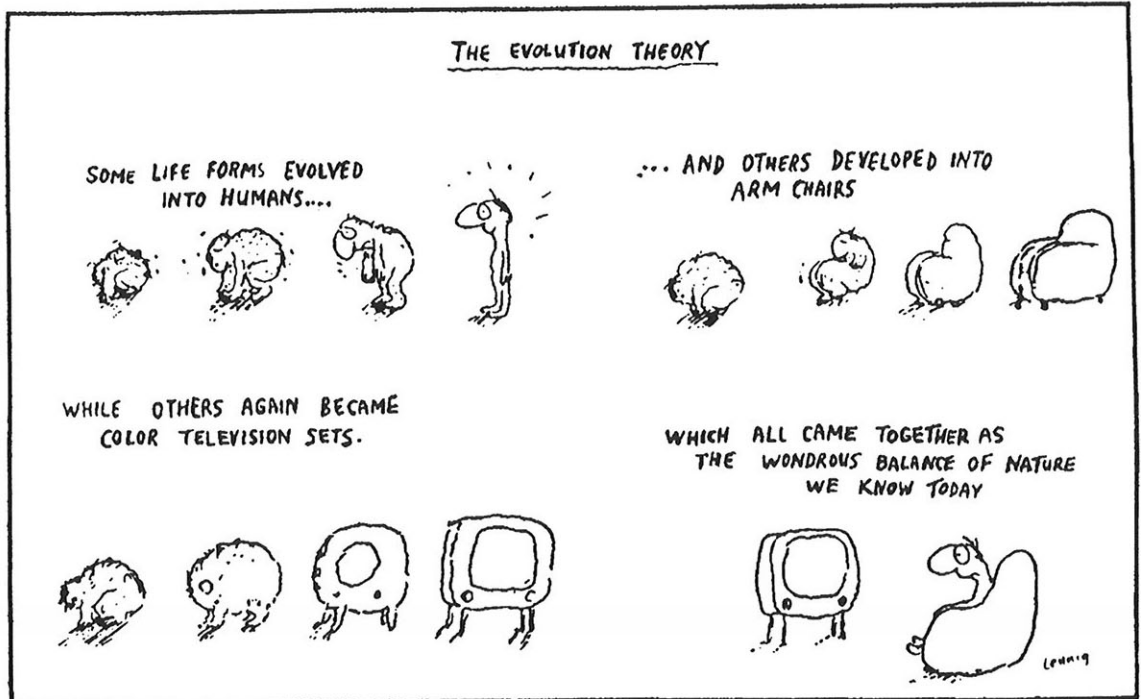 THE EVOLUTION THEORY
SOME LIFE FORMS EVOLVED
INTO HUMANS....
.... AND OTHERS DEVELOPED INTO
ARM CHAIRS
WHILE OTHERS AGAIN BECAME
COLOR TELEVISION SETS.
WHICH ALL CAME TOGETHER AS
THE WONDROUS BALANCE OF NATURE
WE KNOW TODAY